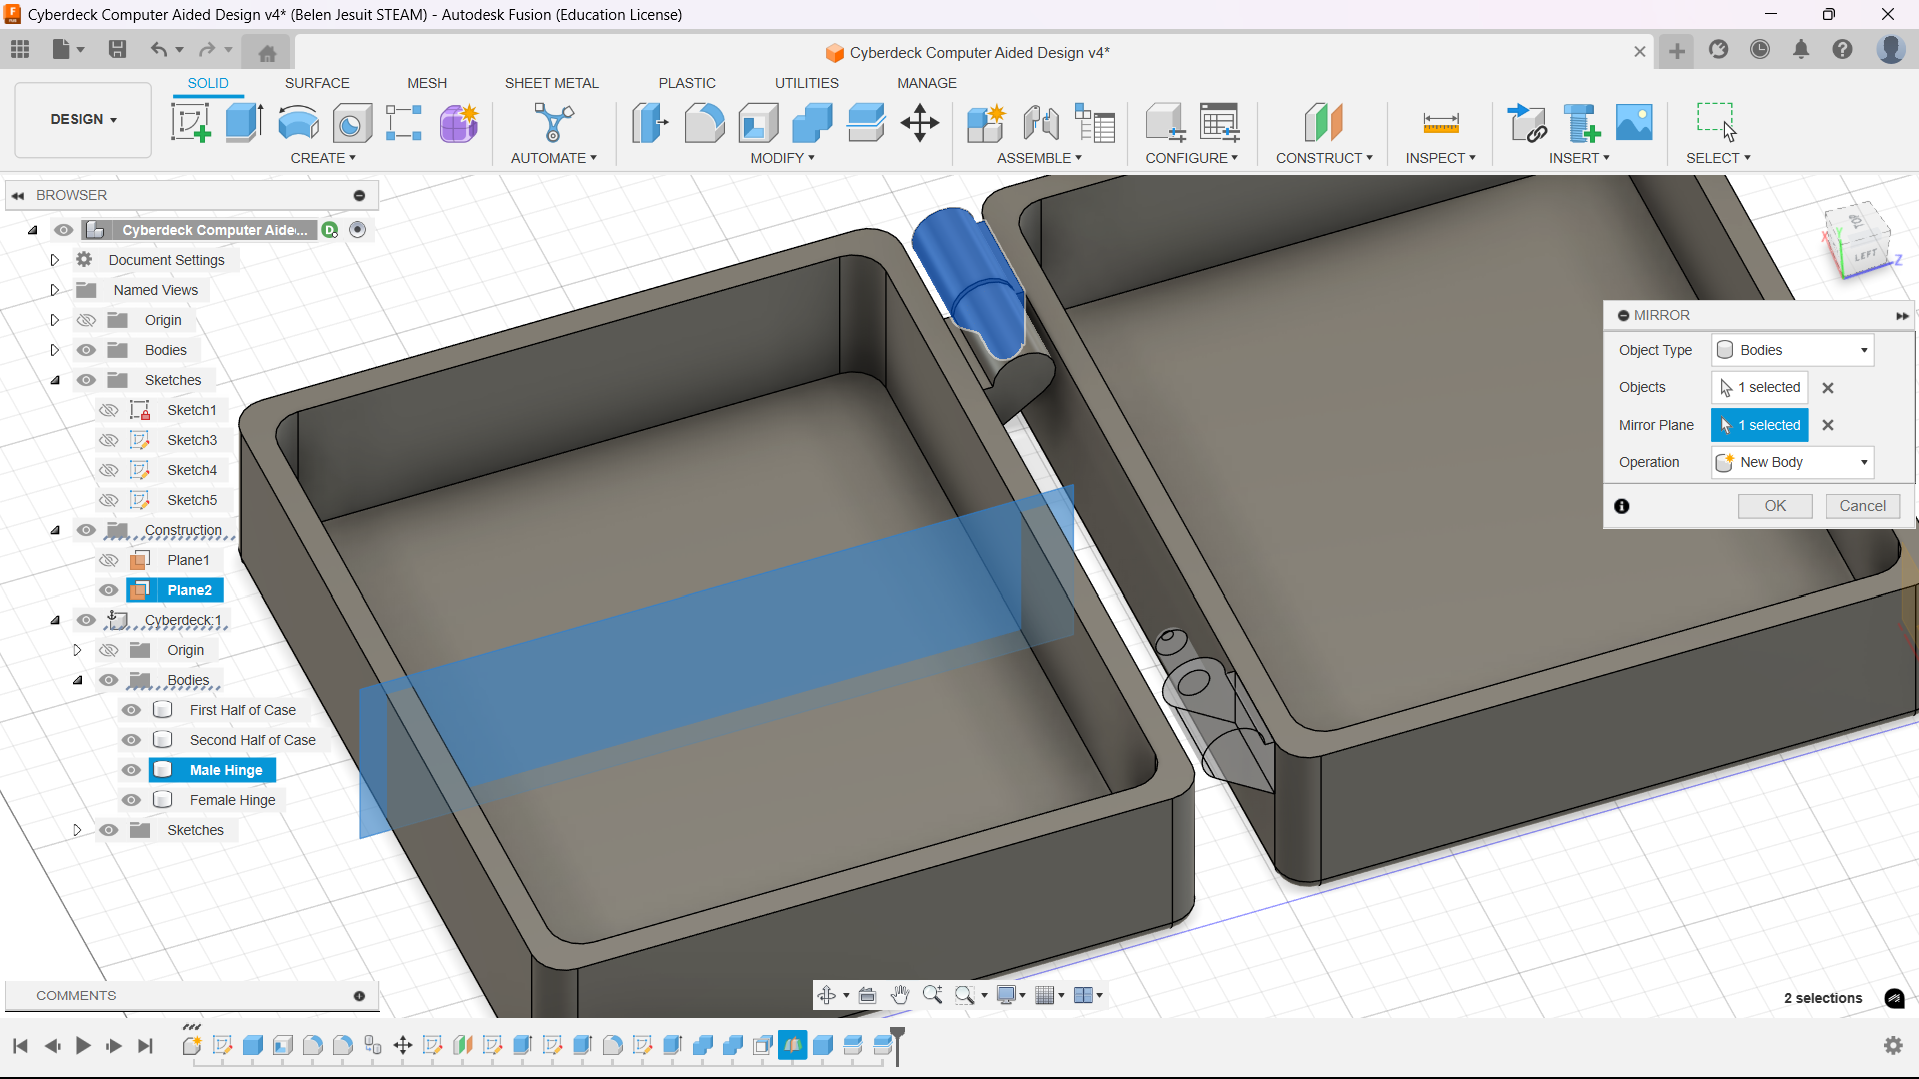 Cyberdeck Computer Aided Design v4* (Belen Jesuit STEAM) - Autodesk Fusion (Education License)
Cyberdeck Computer Aided Design v4*
SOLID SURFACE MESH SHEET METAL PLASTIC UTILITIES MANAGE
DESIGN
CREATE AUTOMATE MODIFY ASSEMBLE CONFIGURE CONSTRUCT INSPECT INSERT SELECT
BROWSER
Cyberdeck Computer Aide...
Document Settings
Named Views
Origin
Bodies
Sketches
Sketch1
Sketch3
Sketch4
Sketch5
Construction
Plane1
Plane2
Cyberdeck:1
Origin
Bodies
First Half of Case
Second Half of Case
Male Hinge
Female Hinge
Sketches
COMMENTS
X Y LEFT Z
MIRROR
Object Type Bodies
Objects 1 selected
Mirror Plane 1 selected
Operation New Body
OK Cancel
2 selections